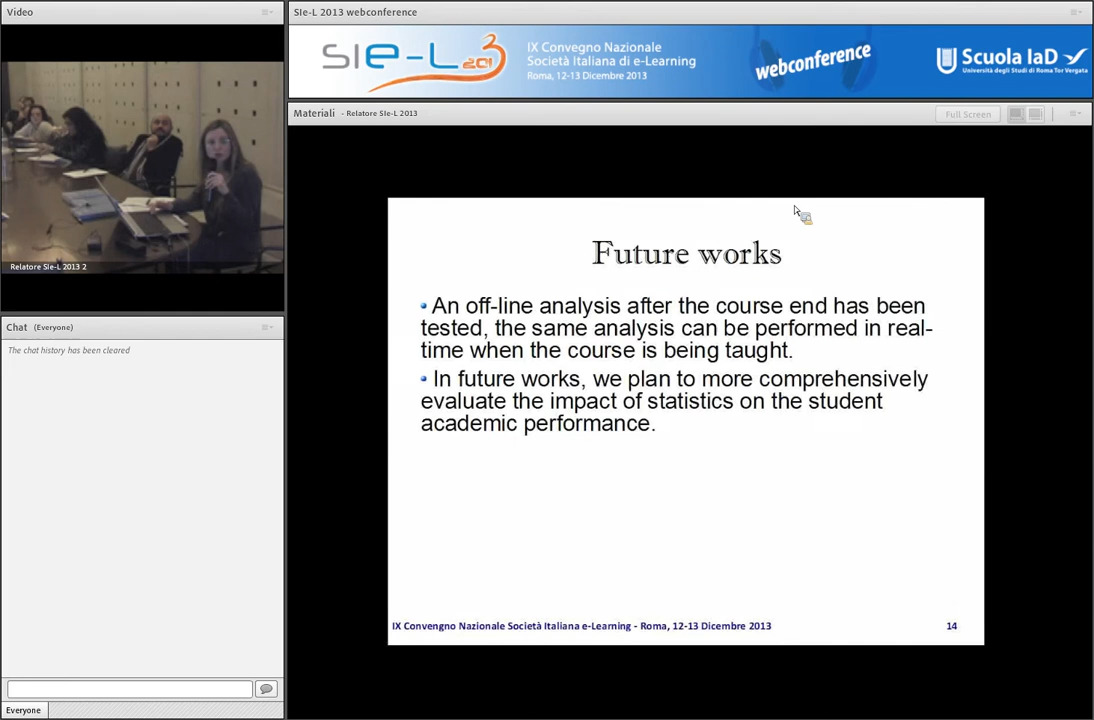 Video
SIe-L 2013 webconference
SIe-L 2013
IX Convegno Nazionale
Società Italiana di e-Learning
Roma, 12-13 Dicembre 2013
webconference
Scuola IaD
Università degli Studi di Roma Tor Vergata
Materiali - Relatore SIe-L 2013
Full Screen
Relatore SIe-L 2013 2
Chat (Everyone)
The chat history has been cleared
Future works
• An off-line analysis after the course end has been
tested, the same analysis can be performed in real-
time when the course is being taught.
• In future works, we plan to more comprehensively
evaluate the impact of statistics on the student
academic performance.
IX Convengno Nazionale Società Italiana e-Learning - Roma, 12-13 Dicembre 2013
14
Everyone